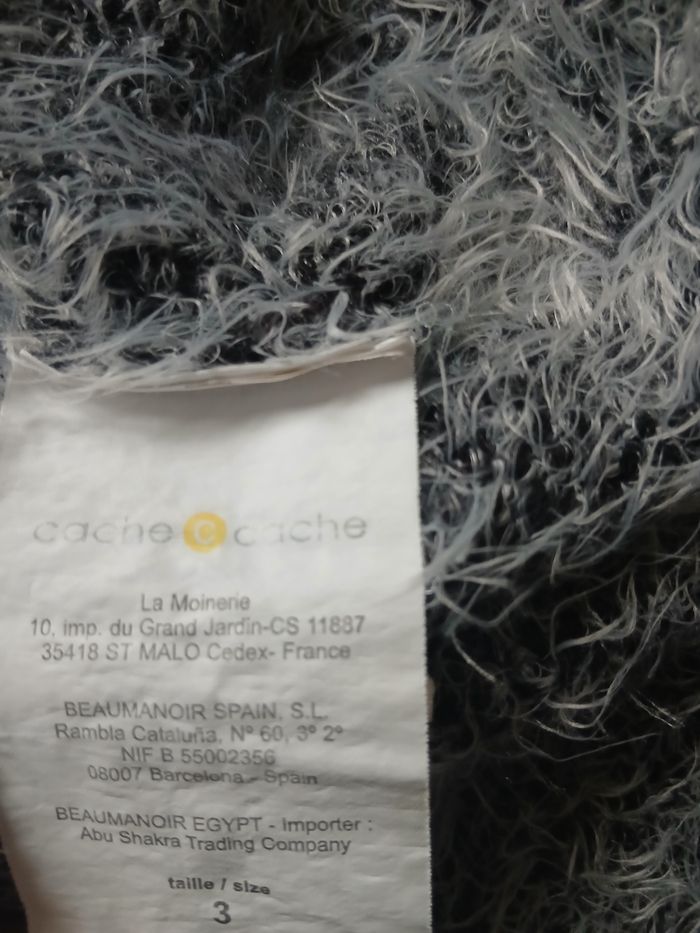 cache c cache
La Moinerie
10, imp. du Grand Jardin-CS 11887
35418 ST MALO Cedex- France
BEAUMANOIR SPAIN, S.L.
Rambla Cataluña, Nº 60, 3º 2º
NIF B 55002356
08007 Barcelona - Spain
BEAUMANOIR EGYPT - Importer :
Abu Shakra Trading Company
taille / size
3